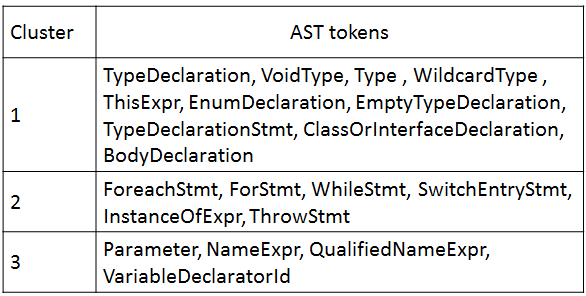 Cluster AST tokens
1
TypeDeclaration, VoidType, Type , WildcardType ,
ThisExpr, EnumDeclaration, EmptyTypeDeclaration,
TypeDeclarationStmt, ClassOrInterfaceDeclaration,
BodyDeclaration
2
ForeachStmt, ForStmt, WhileStmt, SwitchEntryStmt,
InstanceOfExpr, ThrowStmt
3
Parameter, NameExpr, QualifiedNameExpr,
VariableDeclaratorId